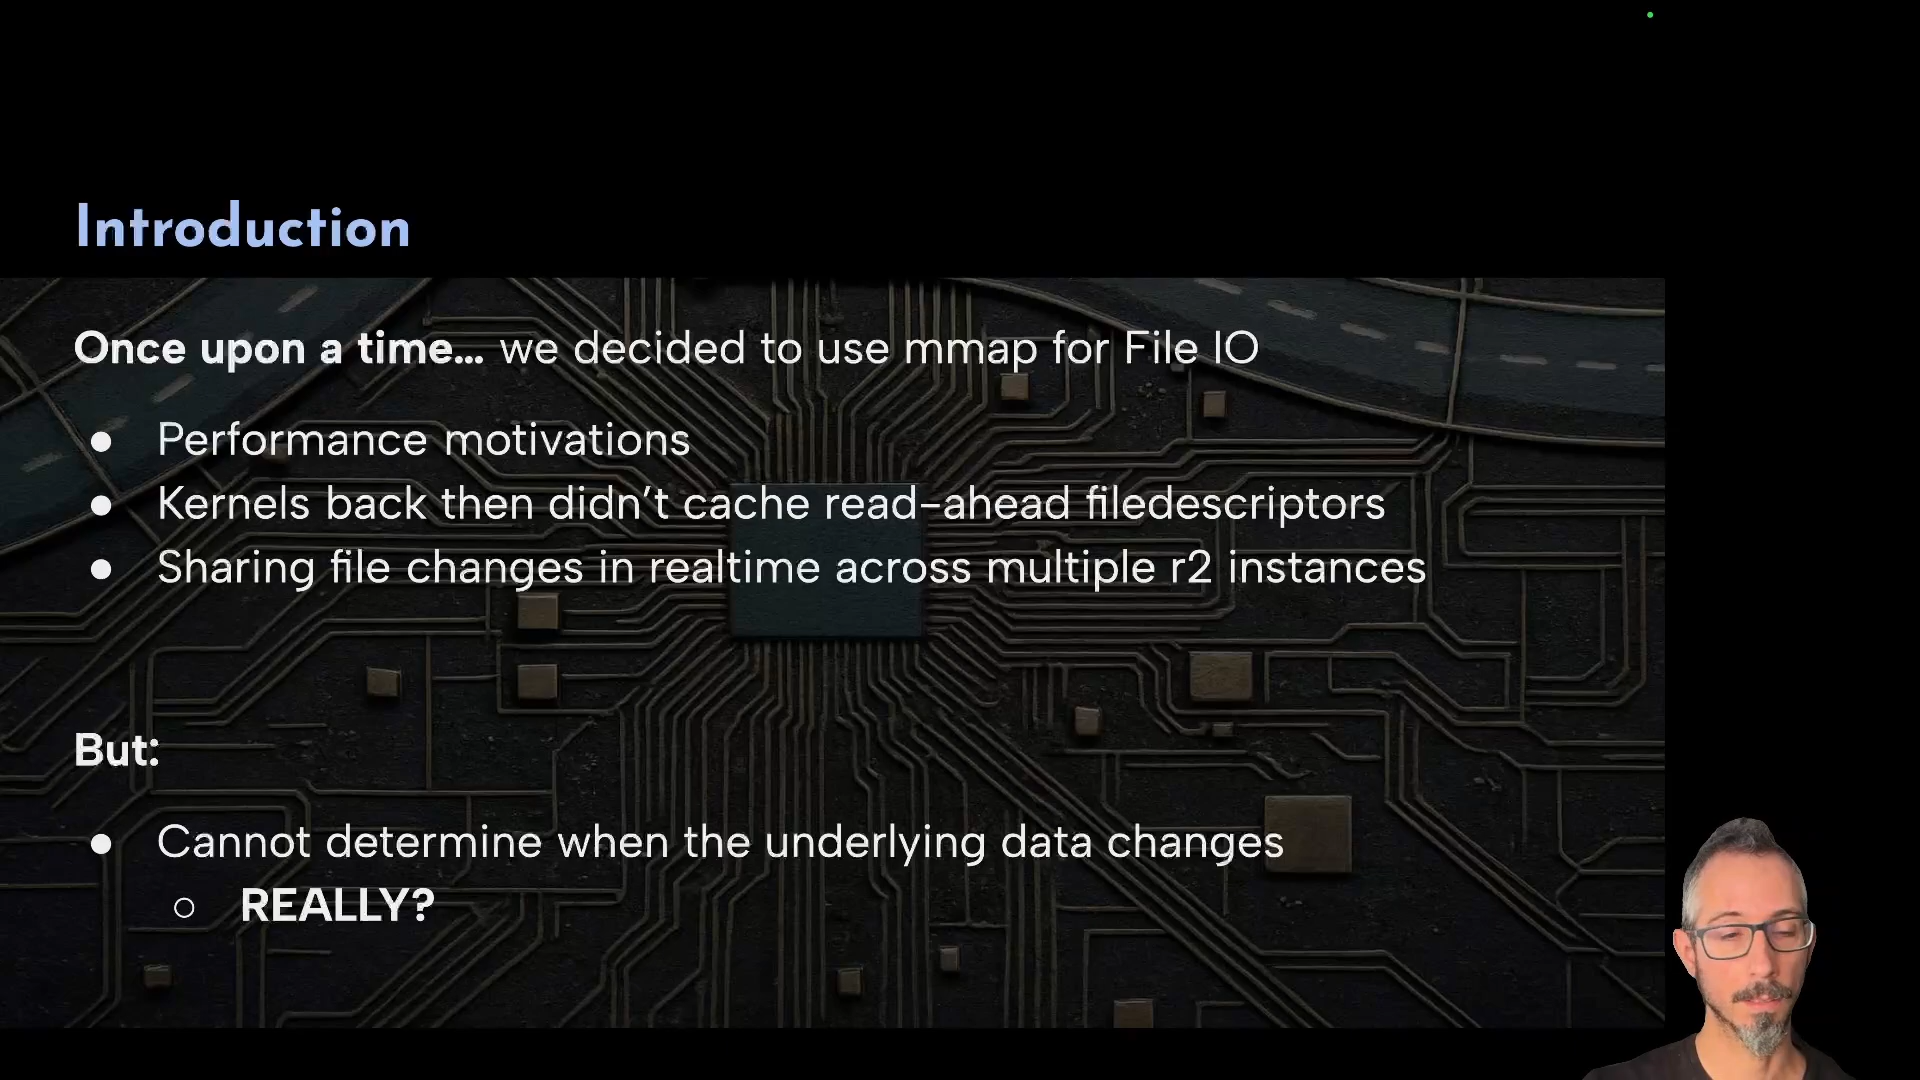 Introduction
Once upon a time… we decided to use mmap for File IO
● Performance motivations
● Kernels back then didn’t cache read-ahead filedescriptors
● Sharing file changes in realtime across multiple r2 instances
But:
● Cannot determine when the underlying data changes
○ REALLY?